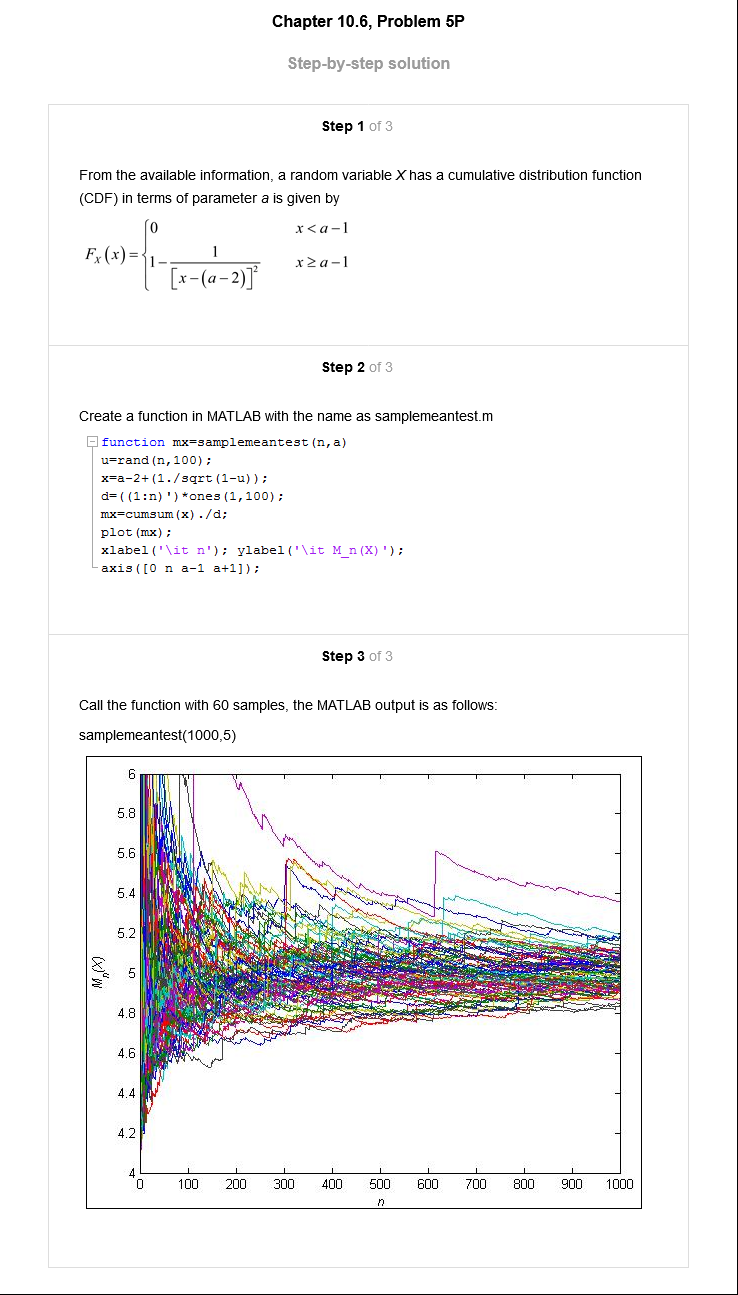 Chapter 10.6, Problem 5P
Step-by-step solution
Step 1 of 3
From the available information, a random variable X has a cumulative distribution function
(CDF) in terms of parameter a is given by
F_X(x) = { 0    x < a − 1
1 − 1/[x − (a − 2)]²    x ≥ a − 1
Step 2 of 3
Create a function in MATLAB with the name as samplemeantest.m
function mx=samplemeantest(n,a)
u=rand(n,100);
x=a-2+(1./sqrt(1-u));
d=((1:n)')*ones(1,100);
mx=cumsum(x)./d;
plot(mx);
xlabel('\it n'); ylabel('\it M_n(X)');
axis([0 n a-1 a+1]);
Step 3 of 3
Call the function with 60 samples, the MATLAB output is as follows:
samplemeantest(1000,5)
6
5.8
5.6
5.4
5.2
5
4.8
4.6
4.4
4.2
4
M_n(X)
0 100 200 300 400 500 600 700 800 900 1000
n